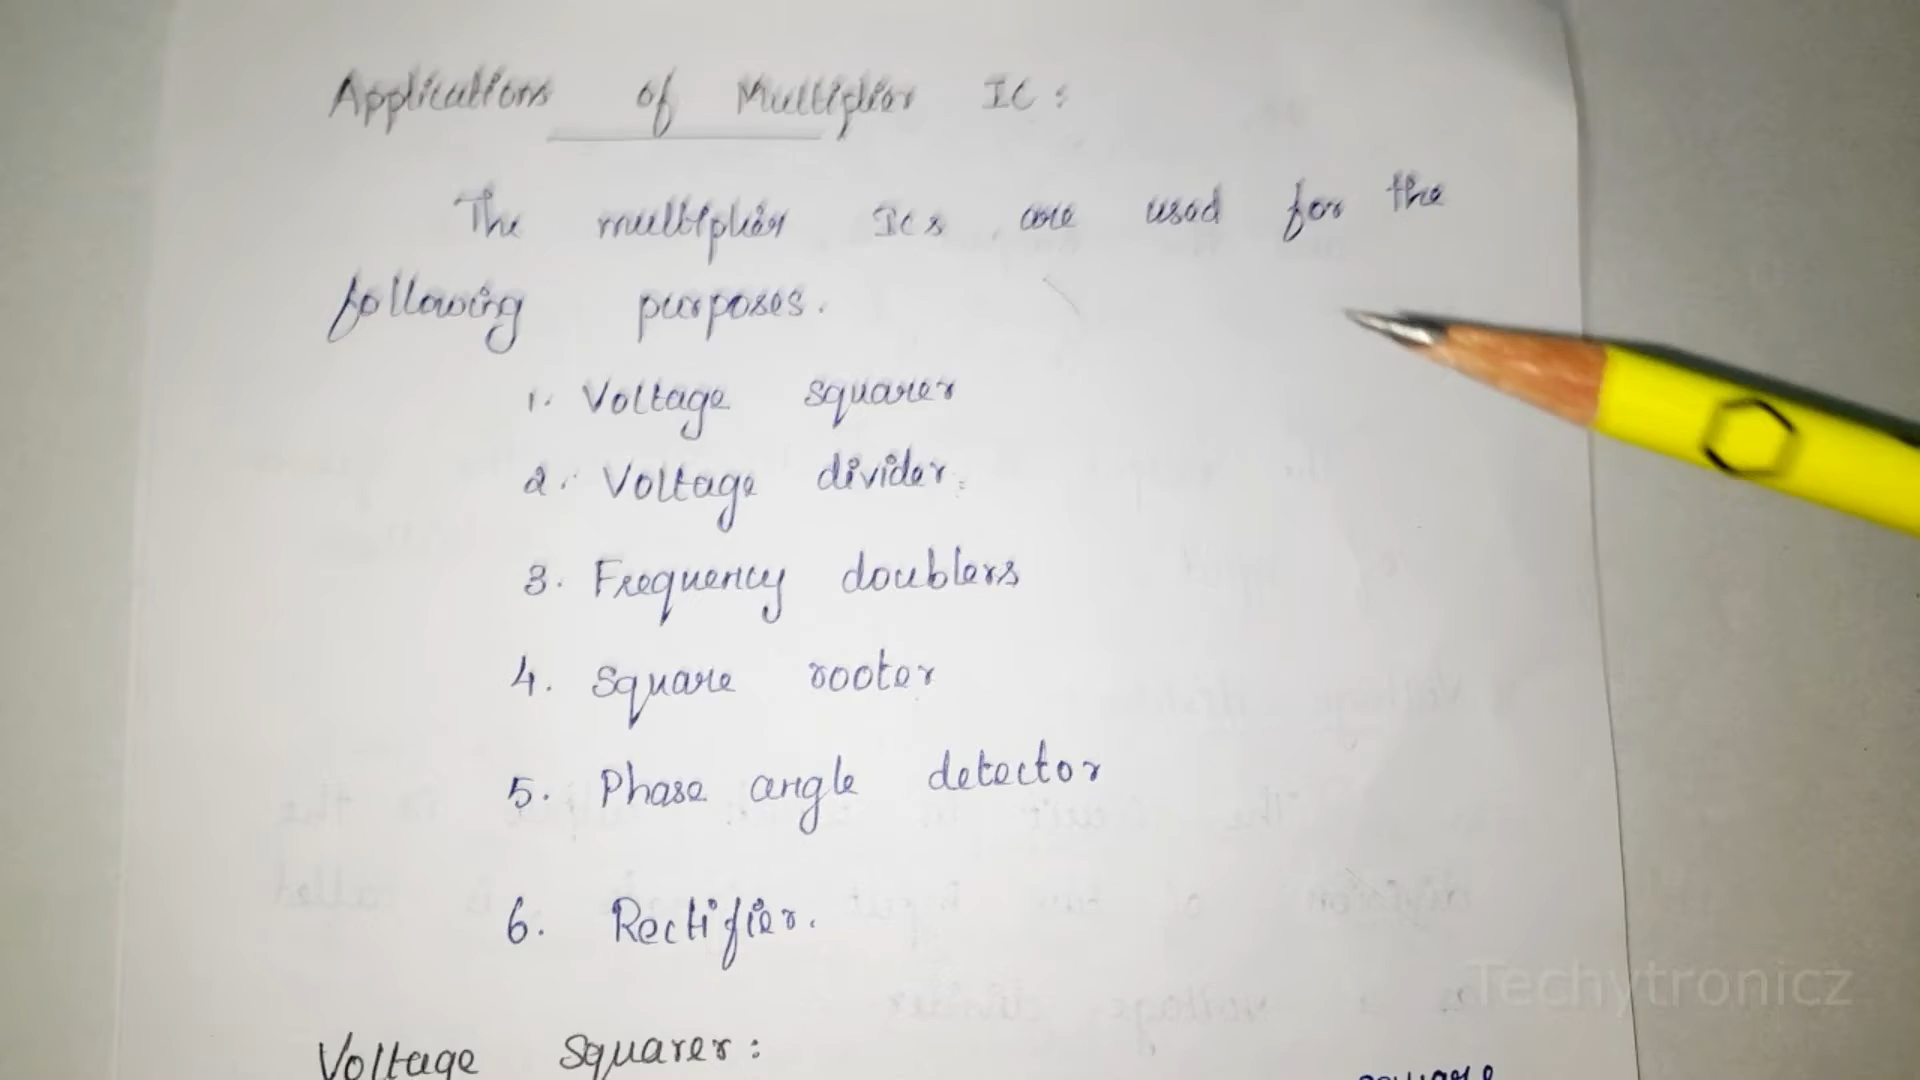 Applications of Multiplier IC:
The multiplier ICs are used for the
following purposes.
1. Voltage squarer
2. Voltage divider.
3. Frequency doublers
4. Square rooter
5. Phase angle detector
6. Rectifier.
Techytronicz
Voltage Squarer:
square